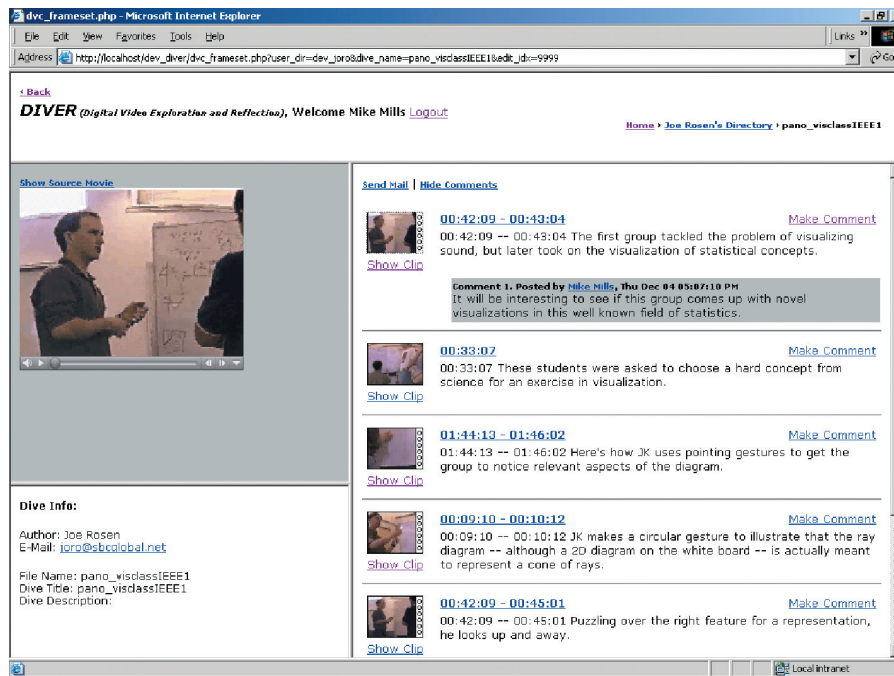 dvc_frameset.php - Microsoft Internet Explorer
File Edit View Favorites Tools Help
Links »
Address http://localhost/dev_diver/dvc_frameset.php?user_dir=dev_joro&dive_name=pano_visclassIEEE1&edit_idx=9999
Go
‹ Back
DIVER (Digital Video Exploration and Reflection), Welcome Mike Mills Logout
Home › Joe Rosen's Directory › pano_visclassIEEE1
Show Source Movie
Dive Info:
Author: Joe Rosen
E-Mail: joro@sbcglobal.net
File Name: pano_visclassIEEE1
Dive Title: pano_visclassIEEE1
Dive Description:
Send Mail | Hide Comments
00:42:09 - 00:43:04 Make Comment
00:42:09 -- 00:43:04 The first group tackled the problem of visualizing
sound, but later took on the visualization of statistical concepts.
Show Clip
Comment 1. Posted by Mike Mills, Thu Dec 04 05:07:10 PM
It will be interesting to see if this group comes up with novel
visualizations in this well known field of statistics.
00:33:07 Make Comment
00:33:07 These students were asked to choose a hard concept from
science for an exercise in visualization.
Show Clip
01:44:13 - 01:46:02 Make Comment
01:44:13 -- 01:46:02 Here's how JK uses pointing gestures to get the
group to notice relevant aspects of the diagram.
Show Clip
00:09:10 - 00:10:12 Make Comment
00:09:10 -- 00:10:12 JK makes a circular gesture to illustrate that the ray
diagram -- although a 2D diagram on the white board -- is actually meant
to represent a cone of rays.
Show Clip
00:42:09 - 00:45:01 Make Comment
00:42:09 -- 00:45:01 Puzzling over the right feature for a representation,
he looks up and away.
Show Clip
Local intranet